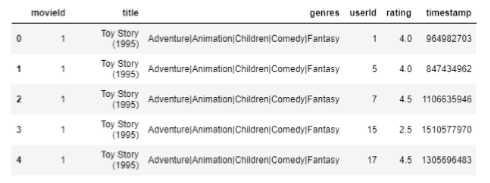 movieId title genres userId rating timestamp
0 1 Toy Story (1995) Adventure|Animation|Children|Comedy|Fantasy 1 4.0 964982703
1 1 Toy Story (1995) Adventure|Animation|Children|Comedy|Fantasy 5 4.0 847434962
2 1 Toy Story (1995) Adventure|Animation|Children|Comedy|Fantasy 7 4.5 1106635946
3 1 Toy Story (1995) Adventure|Animation|Children|Comedy|Fantasy 15 2.5 1510577970
4 1 Toy Story (1995) Adventure|Animation|Children|Comedy|Fantasy 17 4.5 1305696483